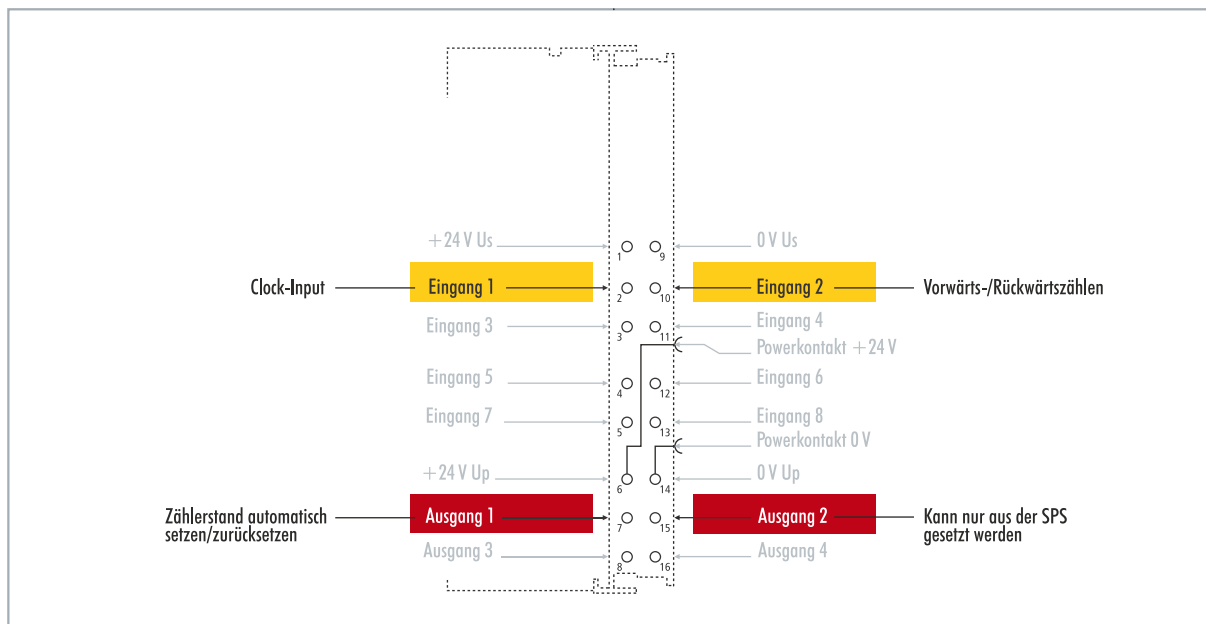 +24 V Us
1
9
0 V Us
Clock-Input
Eingang 1
2
10
Eingang 2
Vorwärts-/Rückwärtszählen
Eingang 3
3
11
Eingang 4
Powerkontakt +24 V
Eingang 5
4
12
Eingang 6
Eingang 7
5
13
Eingang 8
Powerkontakt 0 V
+24 V Up
6
14
0 V Up
Zählerstand automatisch
setzen/zurücksetzen
Ausgang 1
7
15
Ausgang 2
Kann nur aus der SPS
gesetzt werden
Ausgang 3
8
16
Ausgang 4